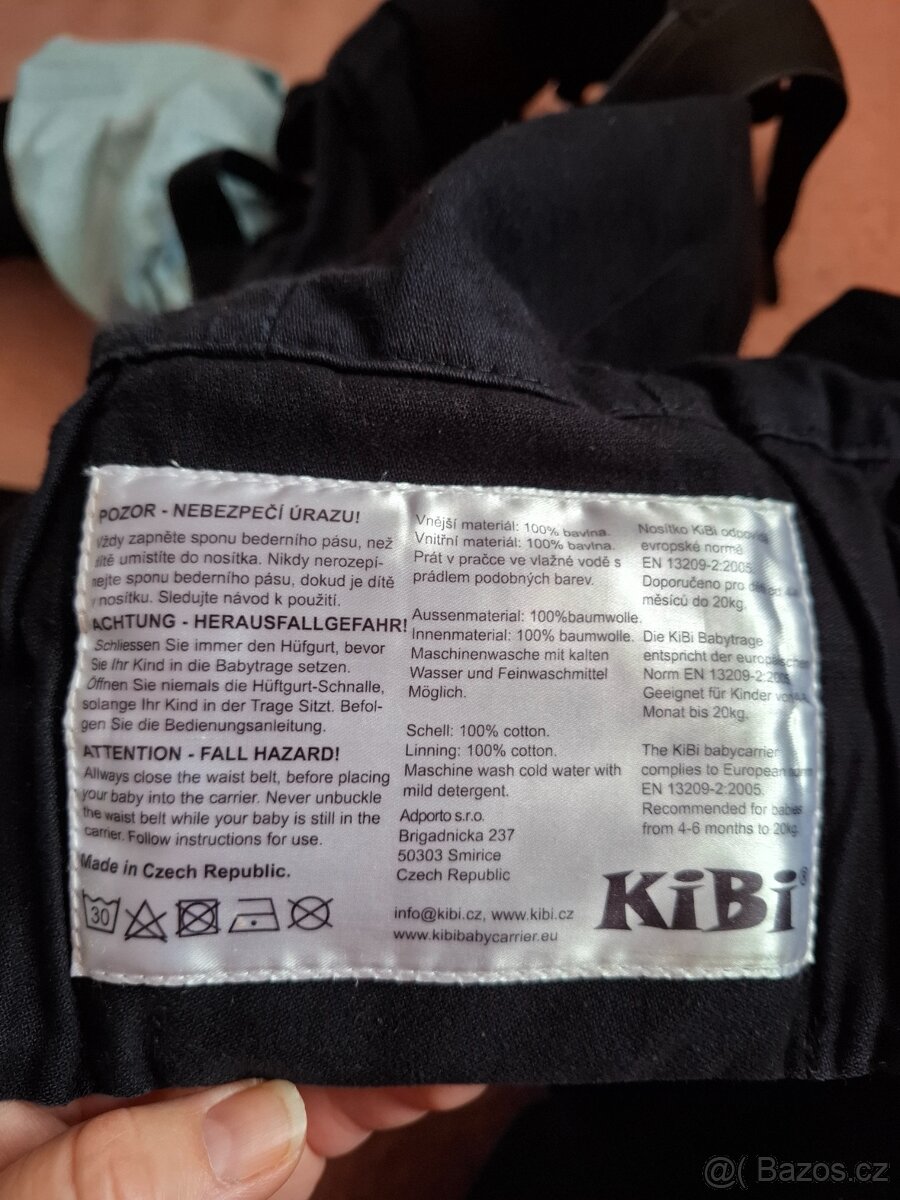 POZOR - NEBEZPEČÍ ÚRAZU!
Vždy zapněte sponu bederního pásu, než
dítě umistíte do nosítka. Nikdy nerozepí-
nejte sponu bederního pásu, dokud je dítě
v nosítku. Sledujte návod k použití.
ACHTUNG - HERAUSFALLGEFAHR!
Schliessen Sie immer den Hüfgurt, bevor
Sie Ihr Kind in die Babytrage setzen.
Öffnen Sie niemals die Hüftgurt-Schnalle,
solange Ihr Kind in der Trage Sitzt. Befol-
gen Sie die Bedienungsanleitung.
ATTENTION - FALL HAZARD!
Allways close the waist belt, before placing
your baby into the carrier. Never unbuckle
the waist belt while your baby is still in the
carrier. Follow instructions for use.
Made in Czech Republic.
30
Vnější materiál: 100% bavlna.
Vnitřní materiál: 100% bavlna.
Prát v pračce ve vlažné vodě s
prádlem podobných barev.
Aussenmaterial: 100%baumwolle.
Innenmaterial: 100% baumwolle.
Maschinenwasche mit kalten
Wasser und Feinwaschmittel
Möglich.
Schell: 100% cotton.
Linning: 100% cotton.
Maschine wash cold water with
mild detergent.
Adporto s.r.o.
Brigadnicka 237
50303 Smirice
Czech Republic
info@kibi.cz, www.kibi.cz
www.kibibabycarrier.eu
Nosítko KiBi odpovídá
evropské normě
EN 13209-2:2005.
Doporučeno pro dětí od
měsíců do 20kg.
Die KiBi Babytrage
entspricht der europäischen
Norm EN 13209-2:2005
Geeignet für Kinder von
Monat bis 20kg.
The KiBi babycarrier
complies to European norm
EN 13209-2:2005.
Recommended for babies
from 4-6 months to 20kg.
KiBi®
@( Bazos.cz